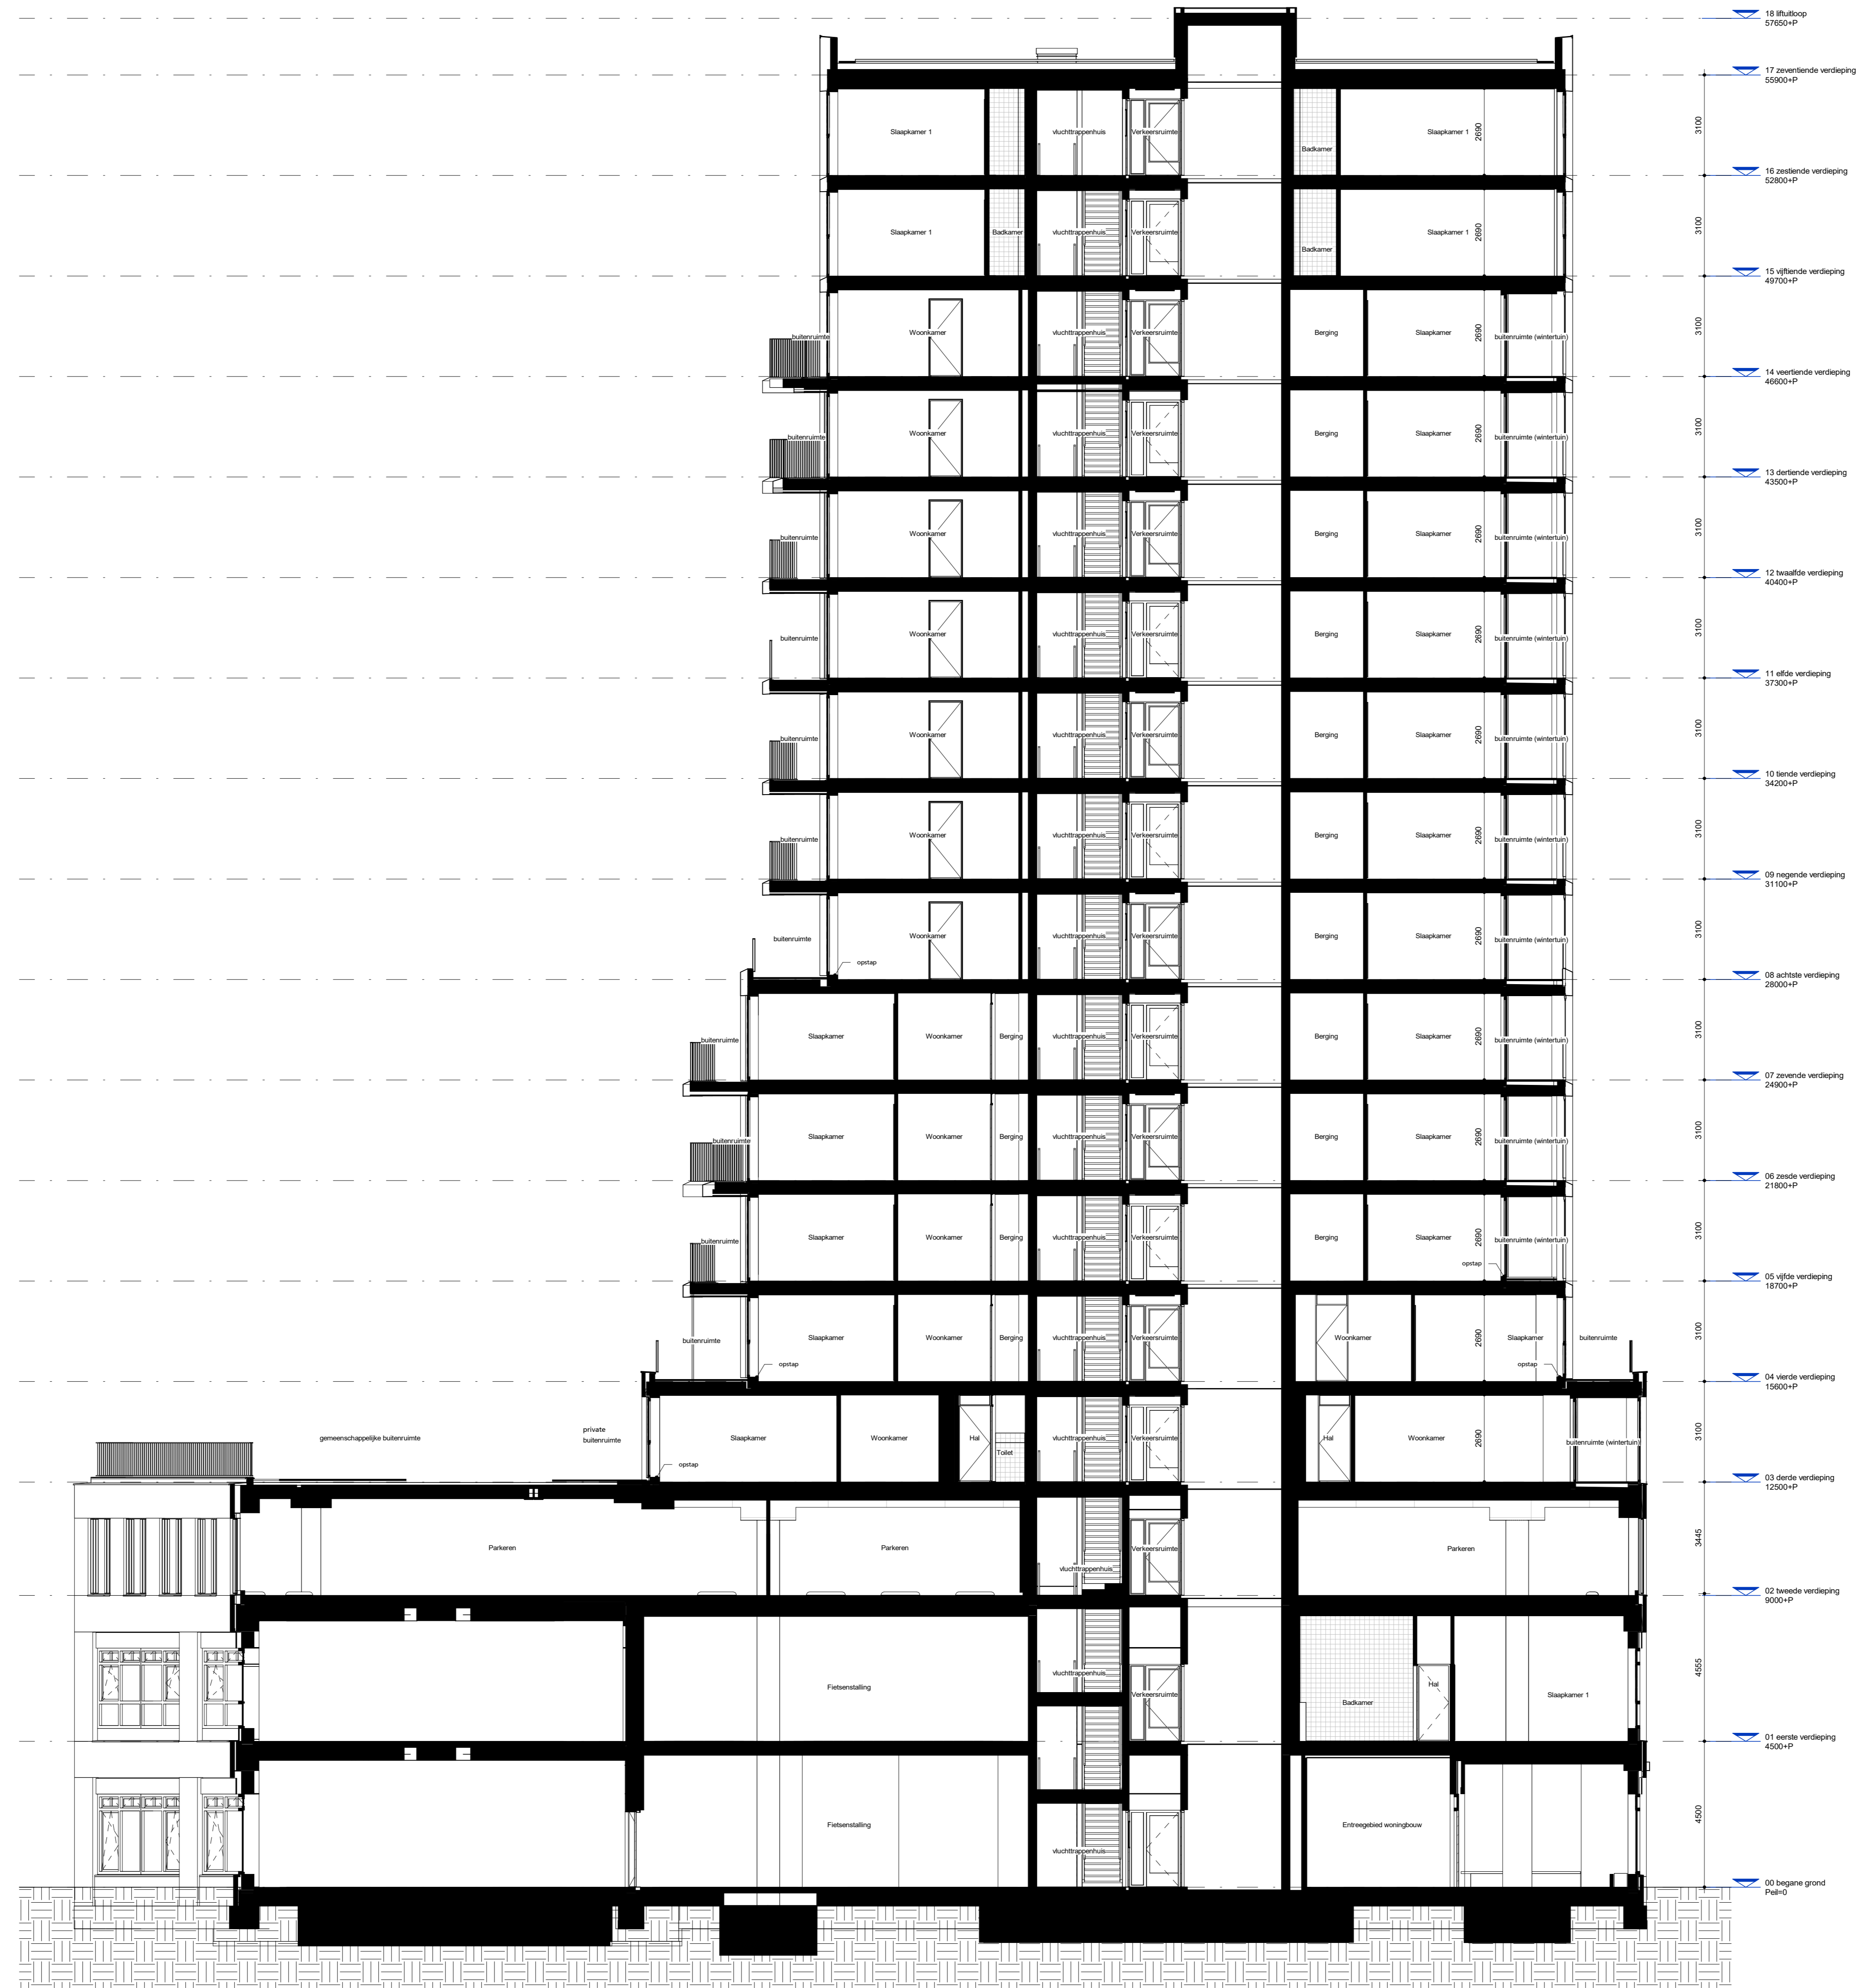 18 liftuitloop
57650+P
17 zeventiende verdieping
55900+P
Slaapkamer 1
vluchttrappenhuis
Verkeersruimte
Badkamer
Slaapkamer 1
2690
3100
16 zestiende verdieping
52800+P
Slaapkamer 1
Badkamer
vluchttrappenhuis
Verkeersruimte
Badkamer
Slaapkamer 1
2690
3100
15 vijftiende verdieping
49700+P
buitenruimte
Woonkamer
vluchttrappenhuis
Verkeersruimte
Berging
Slaapkamer
2690
buitenruimte (wintertuin)
3100
14 veertiende verdieping
46600+P
buitenruimte
Woonkamer
vluchttrappenhuis
Verkeersruimte
Berging
Slaapkamer
2690
buitenruimte (wintertuin)
3100
13 dertiende verdieping
43500+P
buitenruimte
Woonkamer
vluchttrappenhuis
Verkeersruimte
Berging
Slaapkamer
2690
buitenruimte (wintertuin)
3100
12 twaalfde verdieping
40400+P
buitenruimte
Woonkamer
vluchttrappenhuis
Verkeersruimte
Berging
Slaapkamer
2690
buitenruimte (wintertuin)
3100
11 elfde verdieping
37300+P
buitenruimte
Woonkamer
vluchttrappenhuis
Verkeersruimte
Berging
Slaapkamer
2690
buitenruimte (wintertuin)
3100
10 tiende verdieping
34200+P
buitenruimte
Woonkamer
vluchttrappenhuis
Verkeersruimte
Berging
Slaapkamer
2690
buitenruimte (wintertuin)
3100
09 negende verdieping
31100+P
buitenruimte
opstap
Woonkamer
vluchttrappenhuis
Verkeersruimte
Berging
Slaapkamer
2690
buitenruimte (wintertuin)
3100
08 achtste verdieping
28000+P
buitenruimte
Slaapkamer
Woonkamer
Berging
vluchttrappenhuis
Verkeersruimte
Berging
Slaapkamer
2690
buitenruimte (wintertuin)
3100
07 zevende verdieping
24900+P
buitenruimte
Slaapkamer
Woonkamer
Berging
vluchttrappenhuis
Verkeersruimte
Berging
Slaapkamer
2690
buitenruimte (wintertuin)
3100
06 zesde verdieping
21800+P
buitenruimte
Slaapkamer
Woonkamer
Berging
vluchttrappenhuis
Verkeersruimte
Berging
Slaapkamer
2690
buitenruimte (wintertuin)
opstap
3100
05 vijfde verdieping
18700+P
buitenruimte
opstap
Slaapkamer
Woonkamer
Berging
vluchttrappenhuis
Verkeersruimte
Woonkamer
2690
Slaapkamer
opstap
buitenruimte
3100
04 vierde verdieping
15600+P
gemeenschappelijke buitenruimte
private
buitenruimte
opstap
Slaapkamer
Woonkamer
Hal
Toilet
vluchttrappenhuis
Verkeersruimte
Hal
Woonkamer
2690
buitenruimte (wintertuin)
3100
03 derde verdieping
12500+P
Parkeren
Parkeren
vluchttrappenhuis
Verkeersruimte
Parkeren
3445
02 tweede verdieping
9000+P
Fietsenstalling
vluchttrappenhuis
Verkeersruimte
Badkamer
Hal
Slaapkamer 1
4555
01 eerste verdieping
4500+P
Fietsenstalling
vluchttrappenhuis
Entreegebied woningbouw
4500
00 begane grond
Peil=0